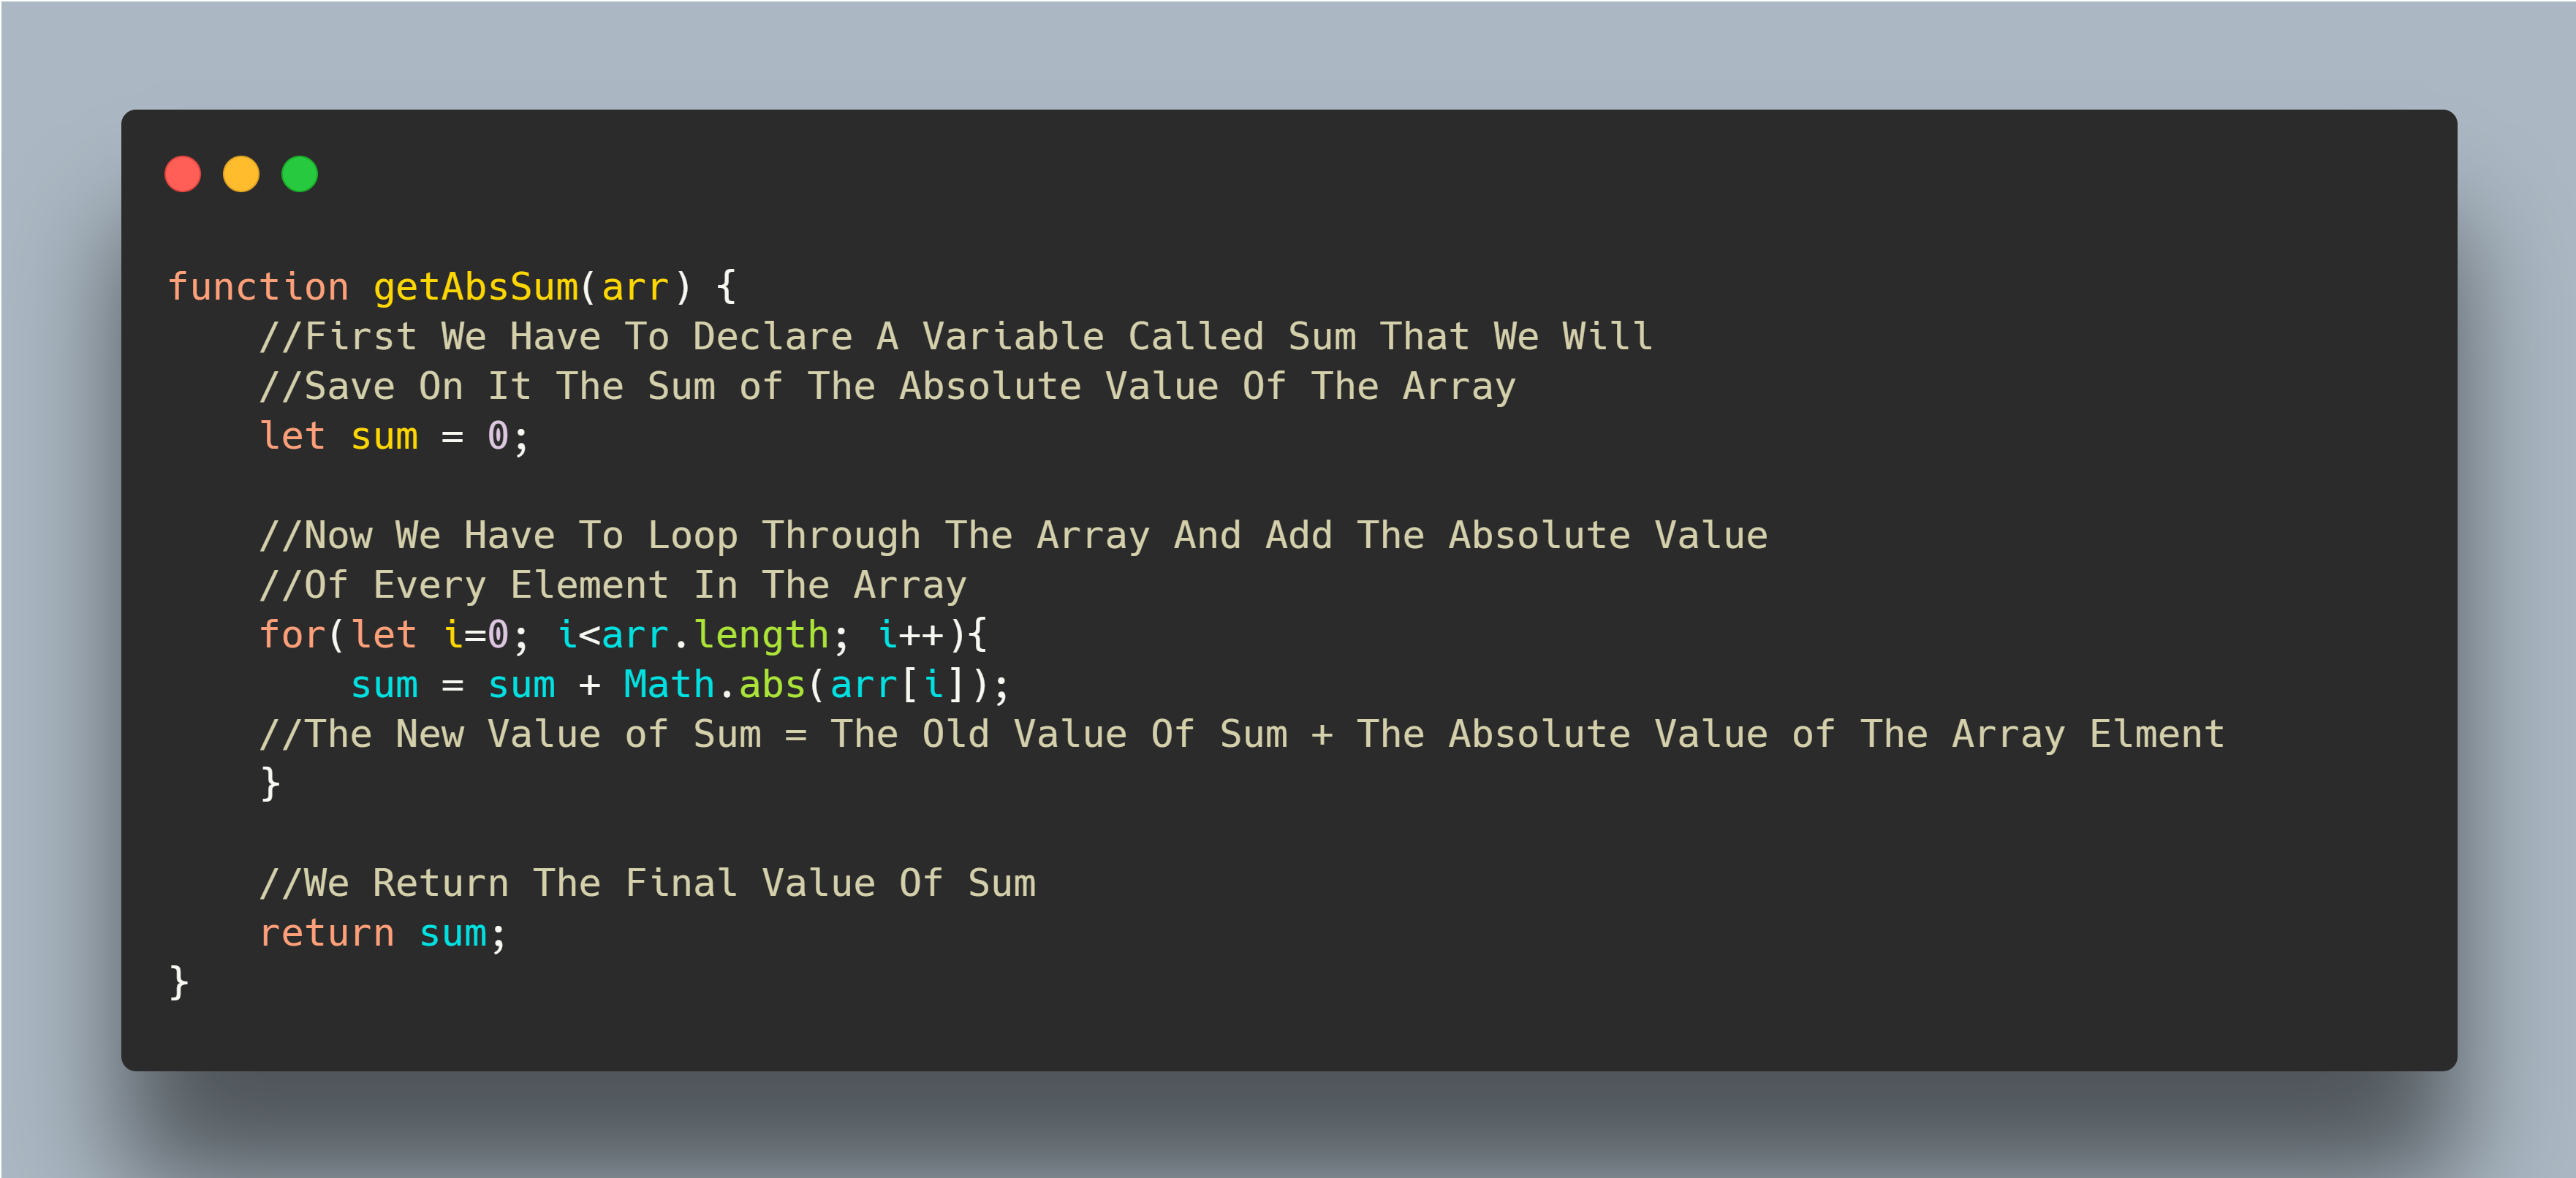 function getAbsSum(arr) {
    //First We Have To Declare A Variable Called Sum That We Will
    //Save On It The Sum of The Absolute Value Of The Array
    let sum = 0;

    //Now We Have To Loop Through The Array And Add The Absolute Value
    //Of Every Element In The Array
    for(let i=0; i<arr.length; i++){
        sum = sum + Math.abs(arr[i]);
    //The New Value of Sum = The Old Value Of Sum + The Absolute Value of The Array Elment
    }

    //We Return The Final Value Of Sum
    return sum;
}